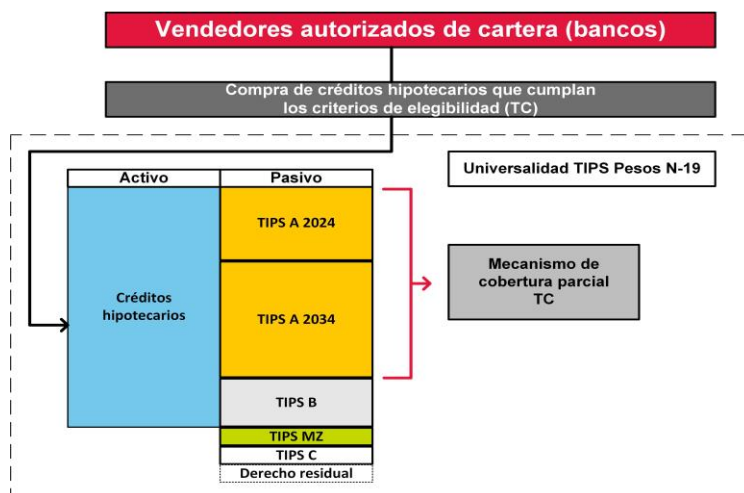 Vendedores autorizados de cartera (bancos)
Compra de créditos hipotecarios que cumplan
los criterios de elegibilidad (TC)
Universalidad TIPS Pesos N-19
Activo
Pasivo
TIPS A 2024
Créditos
hipotecarios
TIPS A 2034
Mecanismo de
cobertura parcial
TC
TIPS B
TIPS MZ
TIPS C
Derecho residual